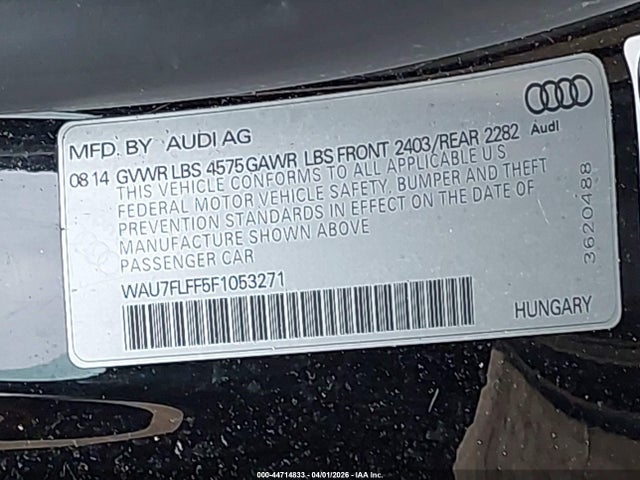 MFD. BY AUDI AG
08 14 GVWR LBS 4575 GAWR LBS FRONT 2403/REAR 2282
THIS VEHICLE CONFORMS TO ALL APPLICABLE U S
FEDERAL MOTOR VEHICLE SAFETY, BUMPER AND THEFT
PREVENTION STANDARDS IN EFFECT ON THE DATE OF
MANUFACTURE SHOWN ABOVE
PASSENGER CAR
WAU7FLFF5F1053271
HUNGARY
Audi
3620488
000-44714833 - 04/01/2026 - IAA Inc.